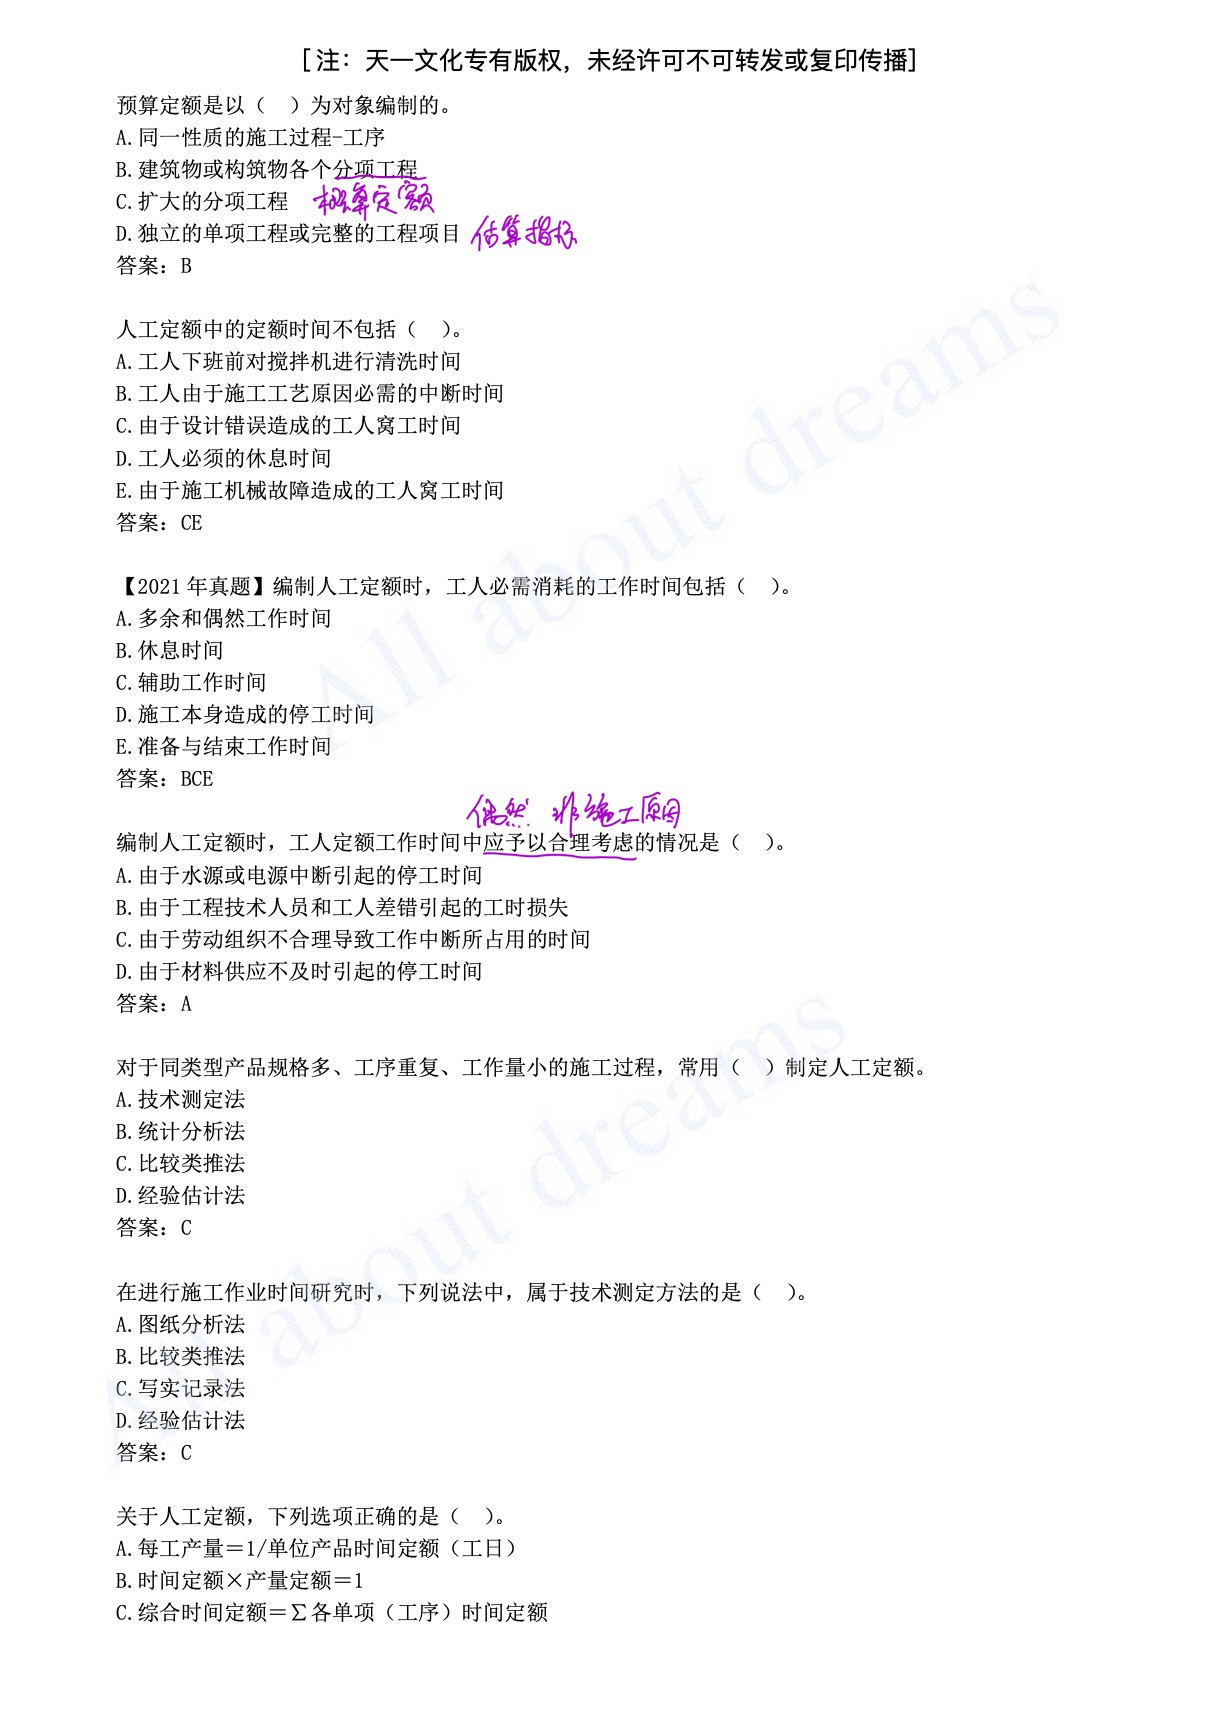 [注：天一文化专有版权，未经许可不可转发或复印传播]
预算定额是以（ ）为对象编制的。
A.同一性质的施工过程-工序
B.建筑物或构筑物各个分项工程
C.扩大的分项工程 概算定额
D.独立的单项工程或完整的工程项目 估算指标
答案：B
人工定额中的定额时间不包括（ ）。
A.工人下班前对搅拌机进行清洗时间
B.工人由于施工工艺原因必需的中断时间
C.由于设计错误造成的工人窝工时间
D.工人必须的休息时间
E.由于施工机械故障造成的工人窝工时间
答案：CE
【2021年真题】编制人工定额时，工人必需消耗的工作时间包括（ ）。
A.多余和偶然工作时间
B.休息时间
C.辅助工作时间
D.施工本身造成的停工时间
E.准备与结束工作时间
答案：BCE
偶然. 非施工原因
编制人工定额时，工人定额工作时间中应予以合理考虑的情况是（ ）。
A.由于水源或电源中断引起的停工时间
B.由于工程技术人员和工人差错引起的工时损失
C.由于劳动组织不合理导致工作中断所占用的时间
D.由于材料供应不及时引起的停工时间
答案：A
对于同类型产品规格多、工序重复、工作量小的施工过程，常用（ ）制定人工定额。
A.技术测定法
B.统计分析法
C.比较类推法
D.经验估计法
答案：C
在进行施工作业时间研究时，下列说法中，属于技术测定方法的是（ ）。
A.图纸分析法
B.比较类推法
C.写实记录法
D.经验估计法
答案：C
关于人工定额，下列选项正确的是（ ）。
A.每工产量＝1/单位产品时间定额（工日）
B.时间定额×产量定额＝1
C.综合时间定额＝∑各单项（工序）时间定额
All about dreams
All about dreams